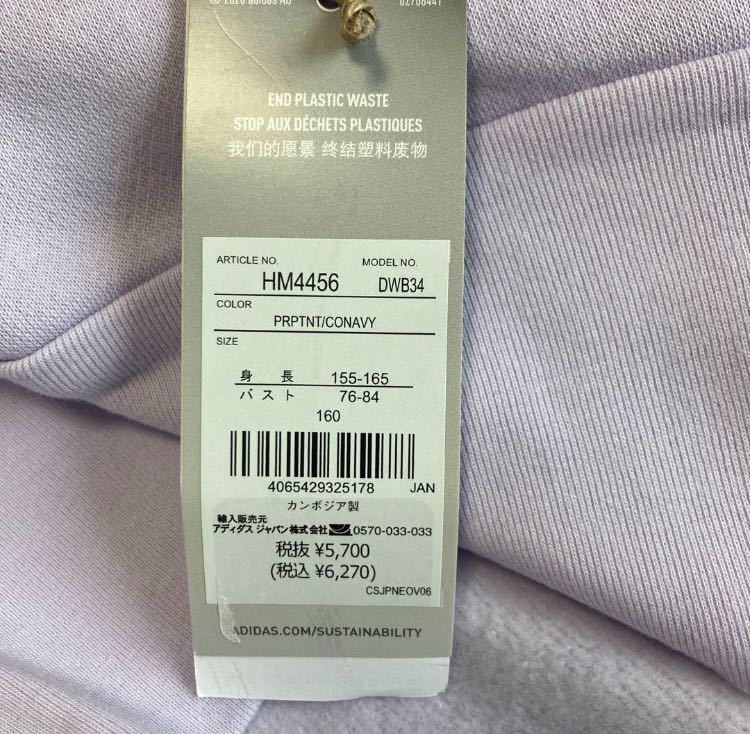 END PLASTIC WASTE
STOP AUX DÉCHETS PLASTIQUES
我们的愿景 终结塑料废物
ARTICLE NO. MODEL NO.
HM4456 DWB34
COLOR
PRPTNT/CONAVY
SIZE
身 長 155-165
バスト 76-84
160
4065429325178 JAN
カンボジア製
輸入販売元
アディダス ジャパン株式会社 0570-033-033
税抜 ¥5,700
(税込 ¥6,270)
CSJPNEOV06
ADIDAS.COM/SUSTAINABILITY